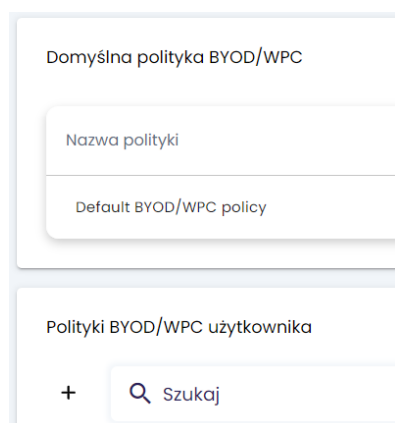 Domyślna polityka BYOD/WPC
Nazwa polityki
Default BYOD/WPC policy
Polityki BYOD/WPC użytkownika
+ Szukaj